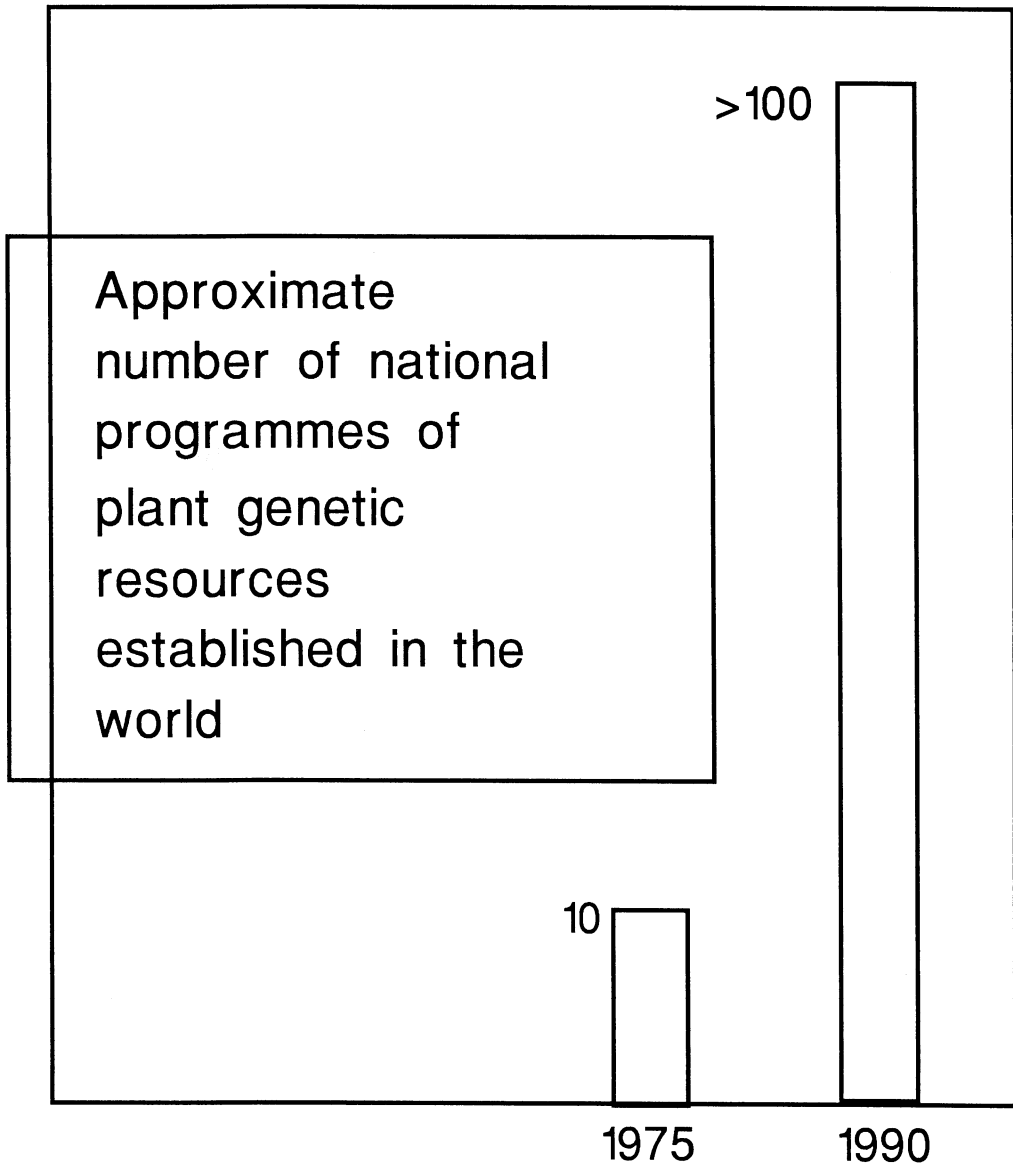 >100
Approximate
number of national
programmes of
plant genetic
resources
established in the
world
10
1975 1990